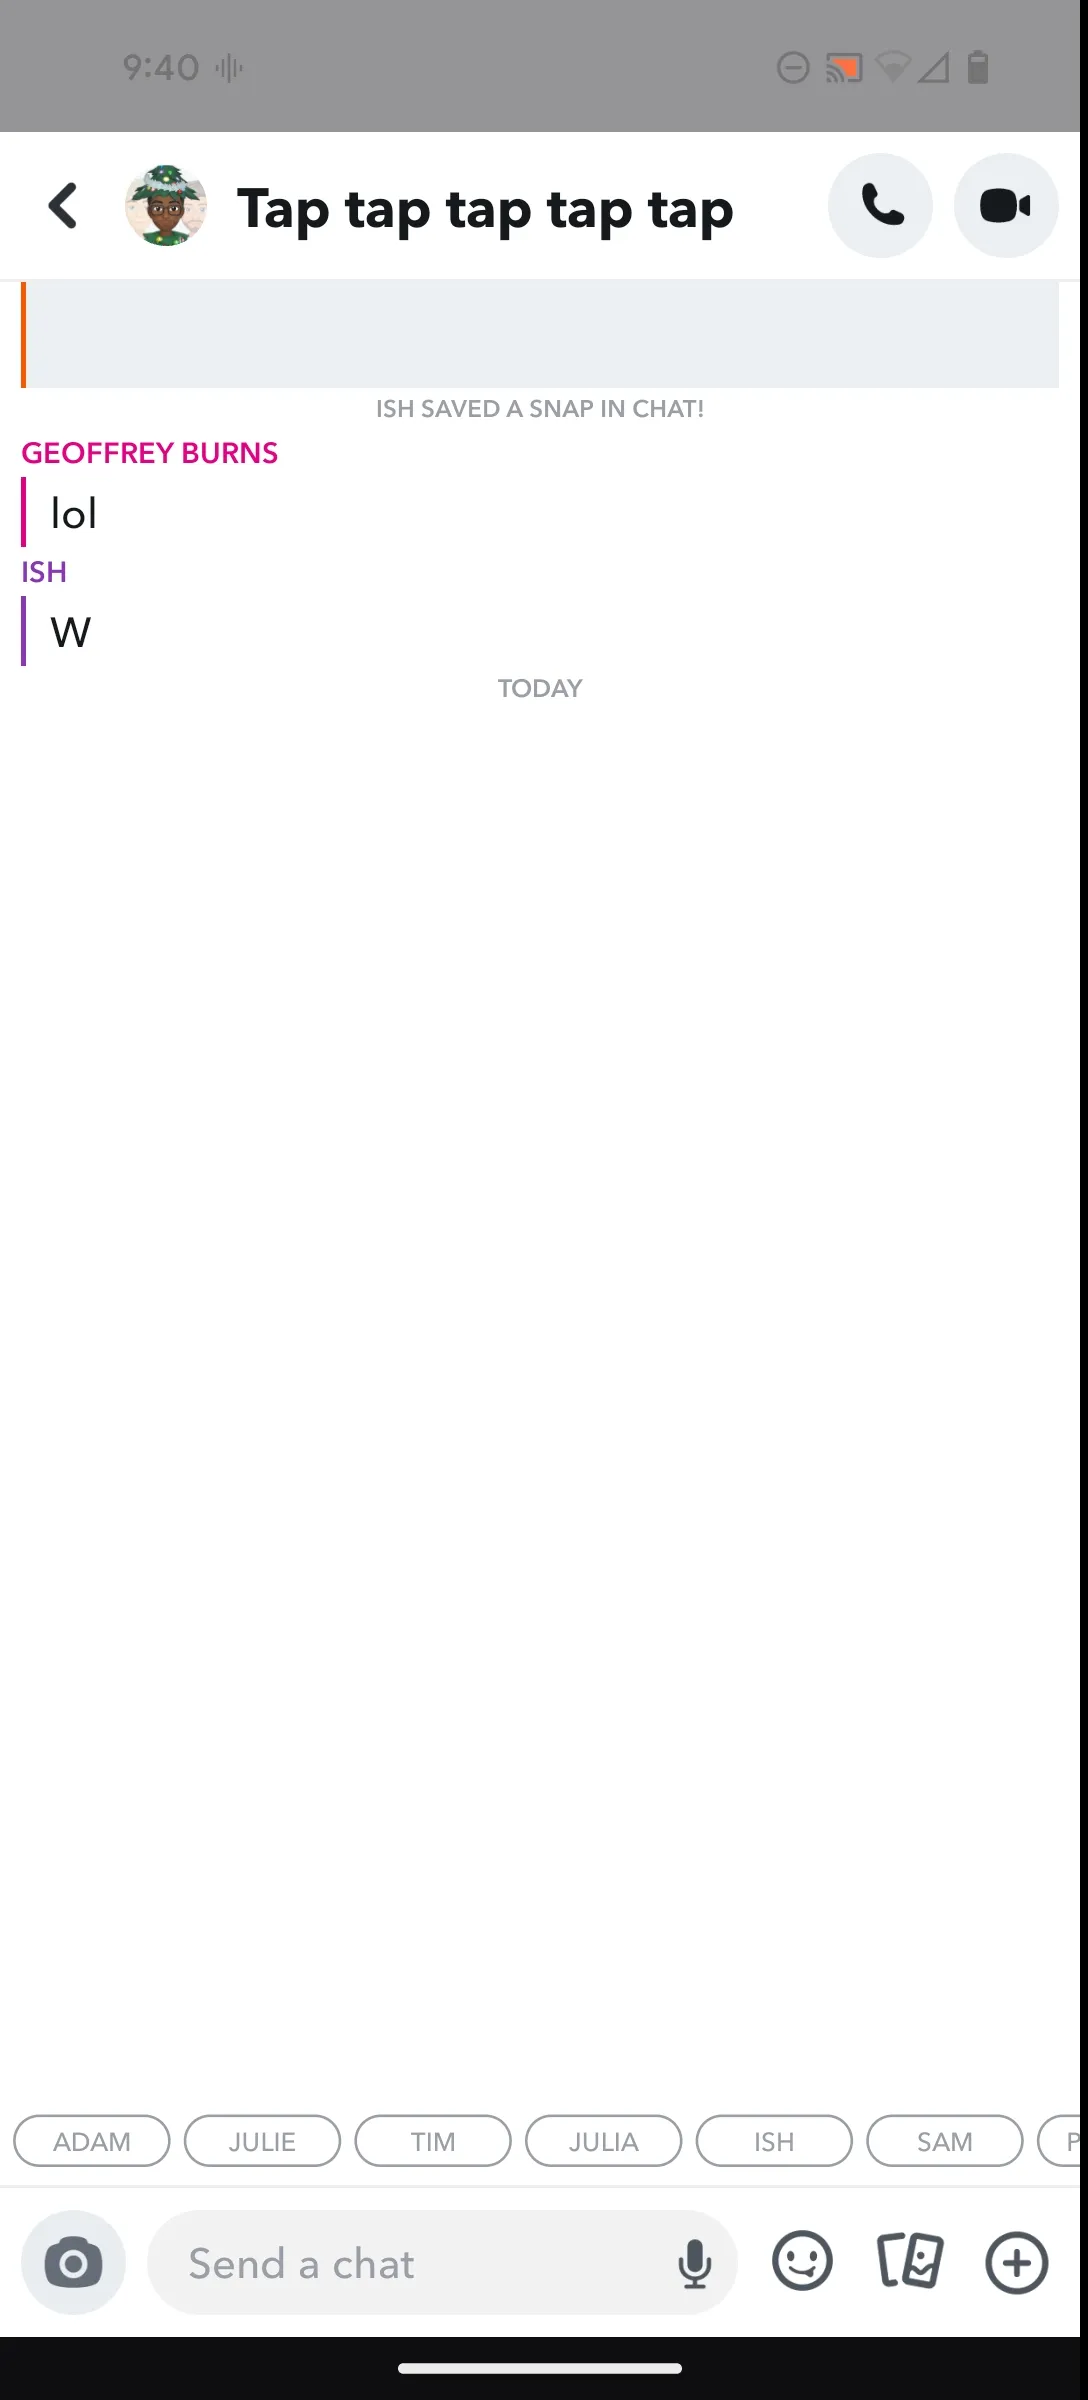 9:40
Tap tap tap tap tap
ISH SAVED A SNAP IN CHAT!
GEOFFREY BURNS
lol
ISH
W
TODAY
ADAM JULIE TIM JULIA ISH SAM P
Send a chat